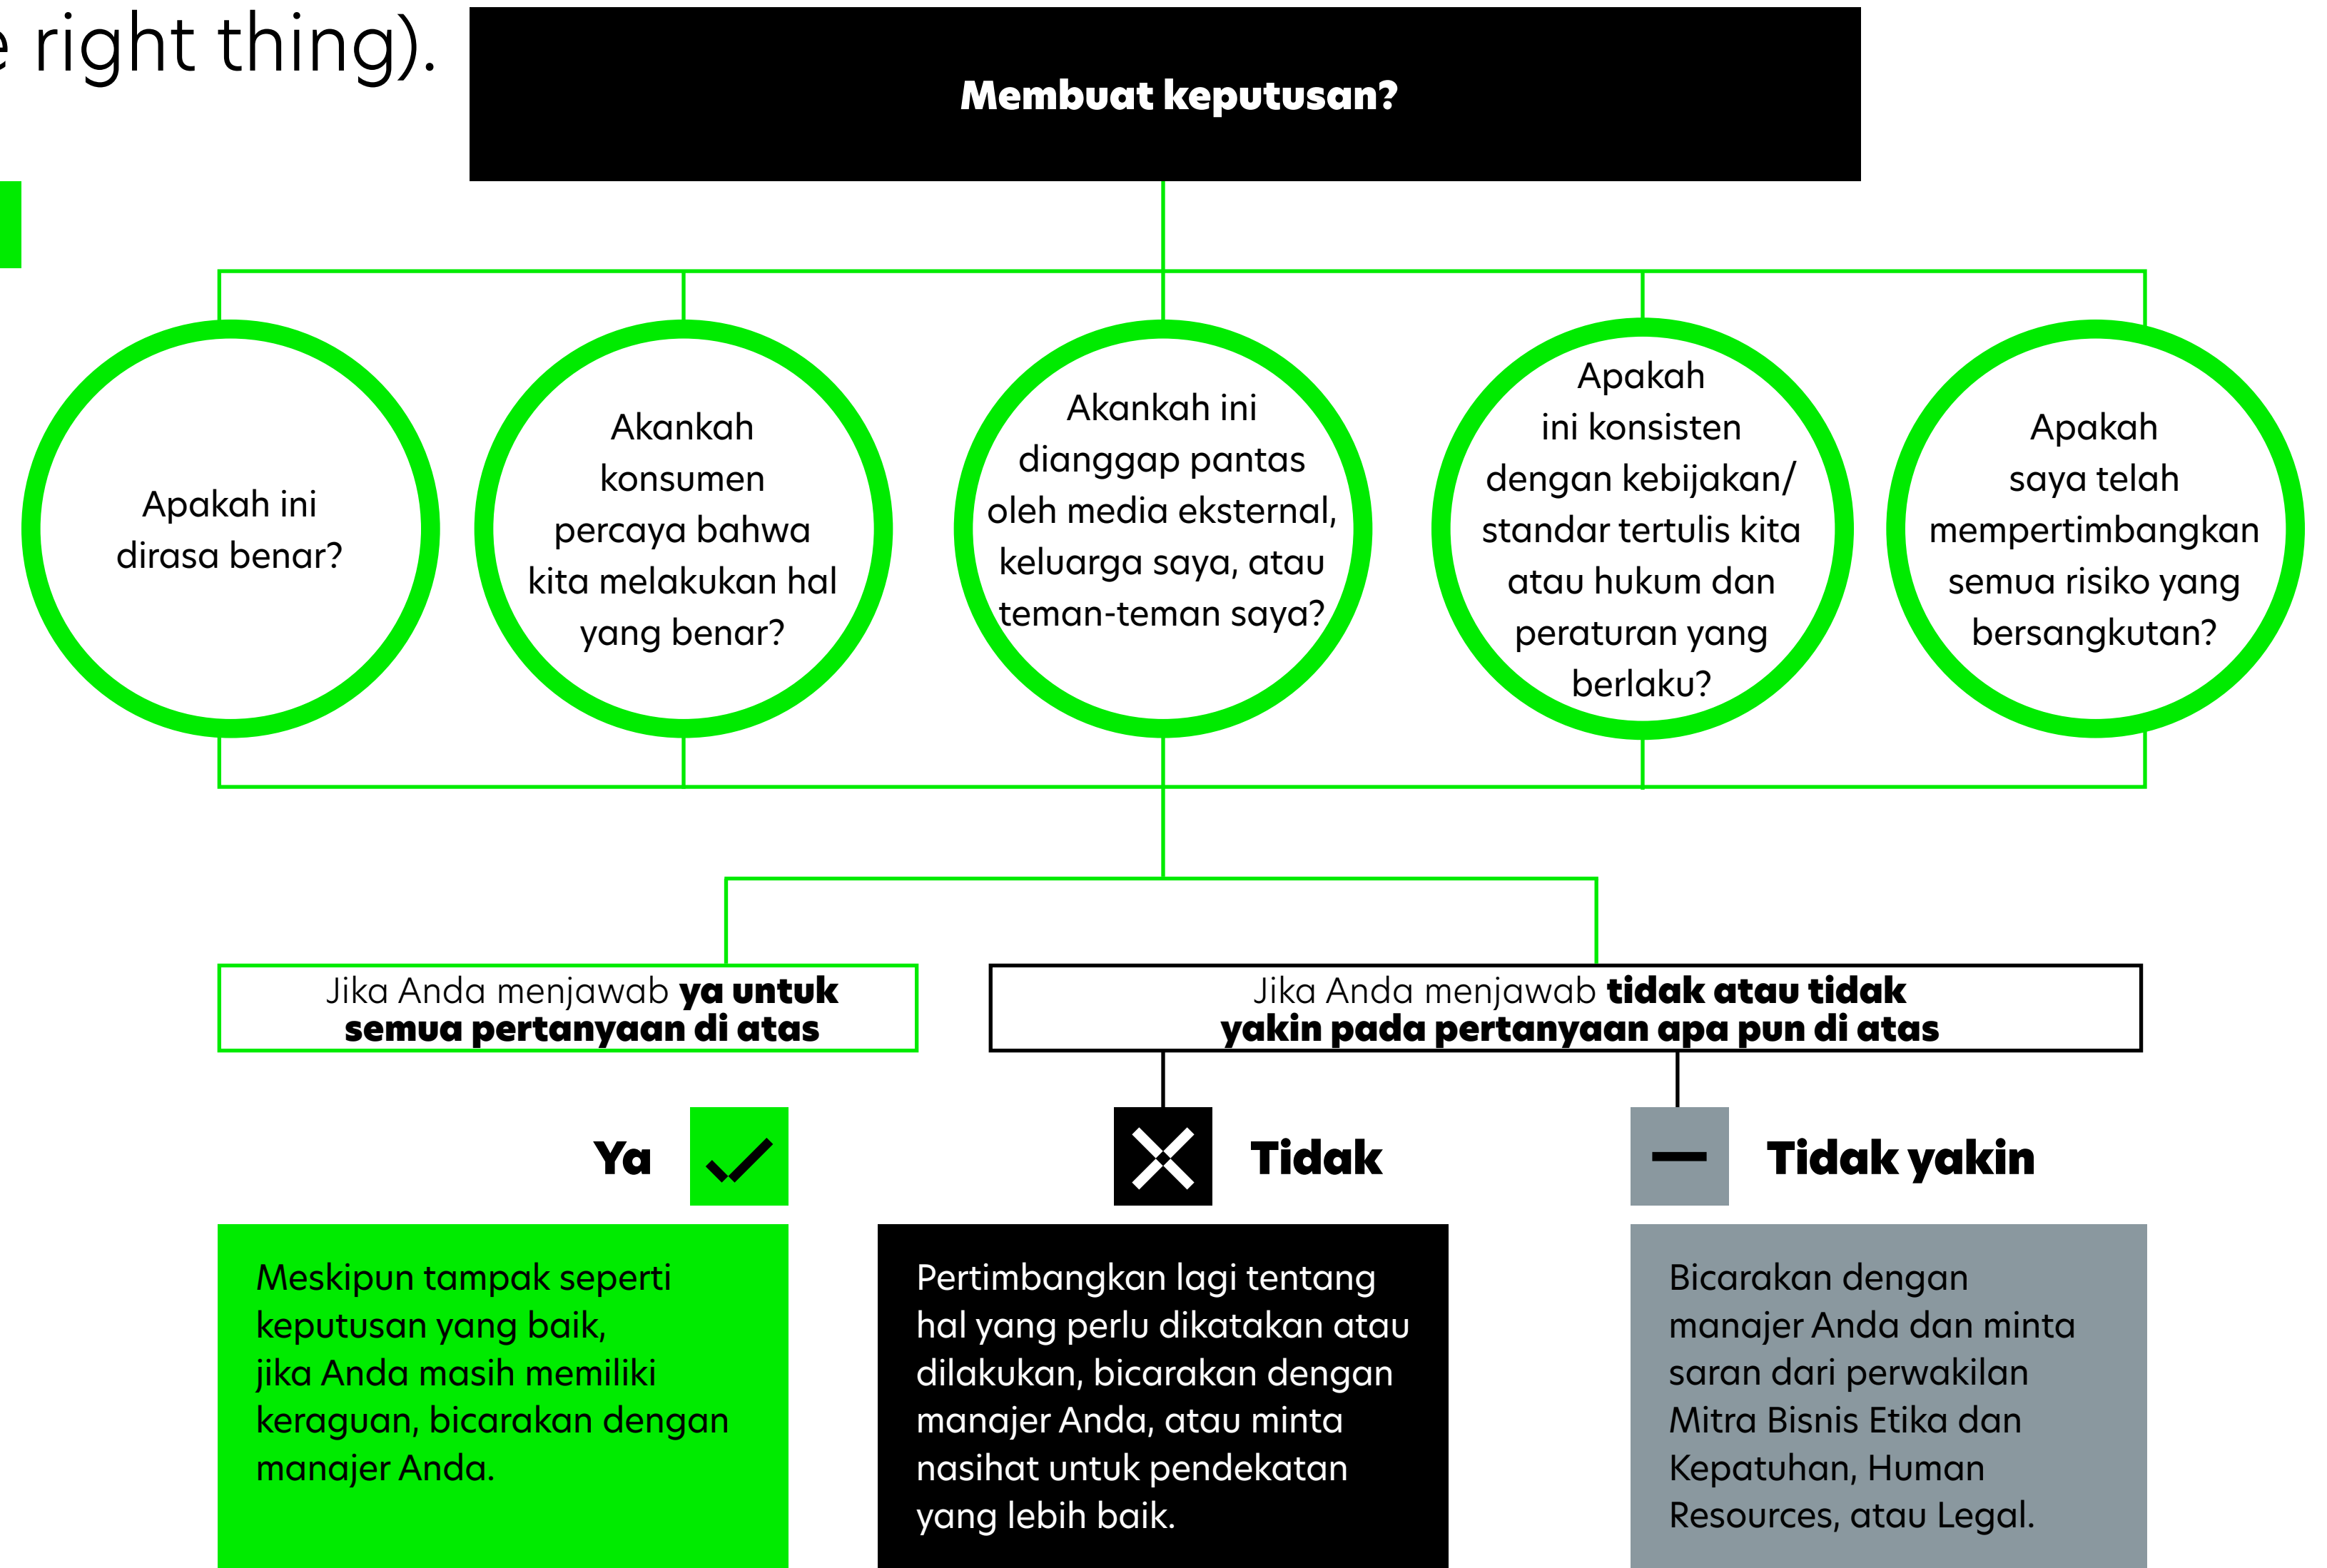 right thing).
Membuat keputusan?
Apakah ini
dirasa benar?
Akankah
konsumen
percaya bahwa
kita melakukan hal
yang benar?
Akankah ini
dianggap pantas
oleh media eksternal,
keluarga saya, atau
teman-teman saya?
Apakah
ini konsisten
dengan kebijakan/
standar tertulis kita
atau hukum dan
peraturan yang
berlaku?
Apakah
saya telah
mempertimbangkan
semua risiko yang
bersangkutan?
Jika Anda menjawab ya untuk
semua pertanyaan di atas
Jika Anda menjawab tidak atau tidak
yakin pada pertanyaan apa pun di atas
Ya
Meskipun tampak seperti
keputusan yang baik,
jika Anda masih memiliki
keraguan, bicarakan dengan
manajer Anda.
Tidak
Pertimbangkan lagi tentang
hal yang perlu dikatakan atau
dilakukan, bicarakan dengan
manajer Anda, atau minta
nasihat untuk pendekatan
yang lebih baik.
Tidak yakin
Bicarakan dengan
manajer Anda dan minta
saran dari perwakilan
Mitra Bisnis Etika dan
Kepatuhan, Human
Resources, atau Legal.